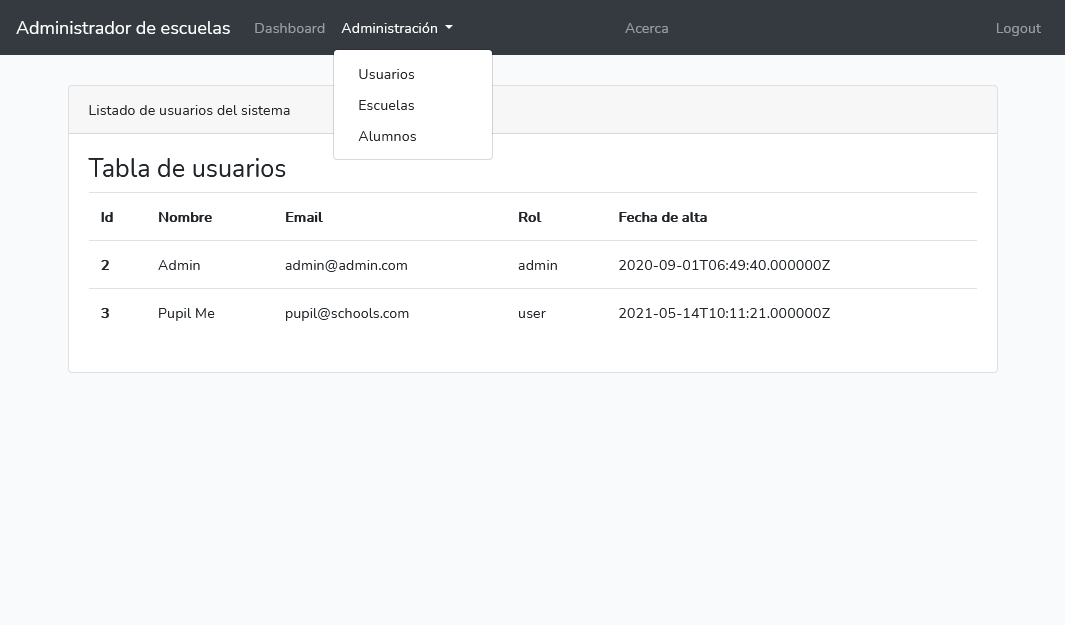 Administrador de escuelas Dashboard Administración Acerca Logout
Usuarios
Escuelas
Alumnos
Listado de usuarios del sistema
Tabla de usuarios
Id Nombre Email Rol Fecha de alta
2 Admin admin@admin.com admin 2020-09-01T06:49:40.000000Z
3 Pupil Me pupil@schools.com user 2021-05-14T10:11:21.000000Z